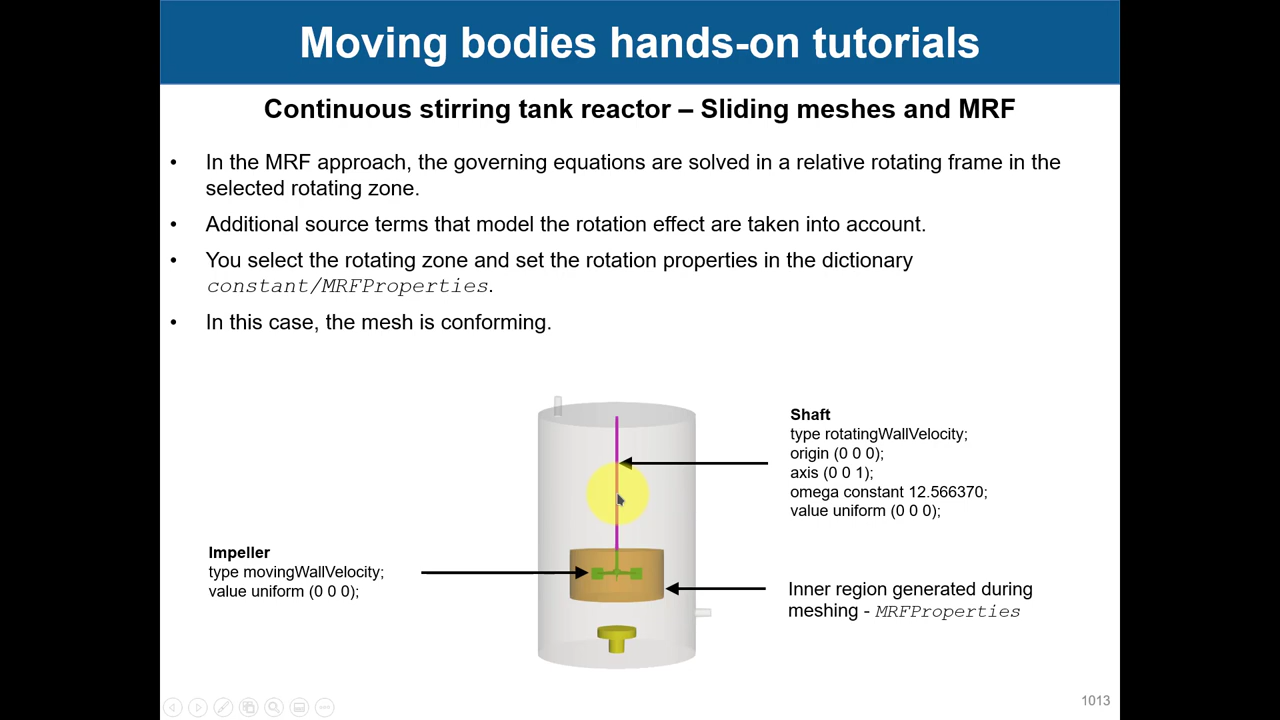 Moving bodies hands-on tutorials
Continuous stirring tank reactor – Sliding meshes and MRF
• In the MRF approach, the governing equations are solved in a relative rotating frame in the
selected rotating zone.
• Additional source terms that model the rotation effect are taken into account.
• You select the rotating zone and set the rotation properties in the dictionary
constant/MRFProperties.
• In this case, the mesh is conforming.
Shaft
type rotatingWallVelocity;
origin (0 0 0);
axis (0 0 1);
omega constant 12.566370;
value uniform (0 0 0);
Impeller
type movingWallVelocity;
value uniform (0 0 0);
Inner region generated during
meshing - MRFProperties
1013